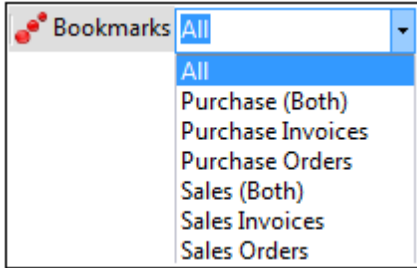 Bookmarks All
All
Purchase (Both)
Purchase Invoices
Purchase Orders
Sales (Both)
Sales Invoices
Sales Orders